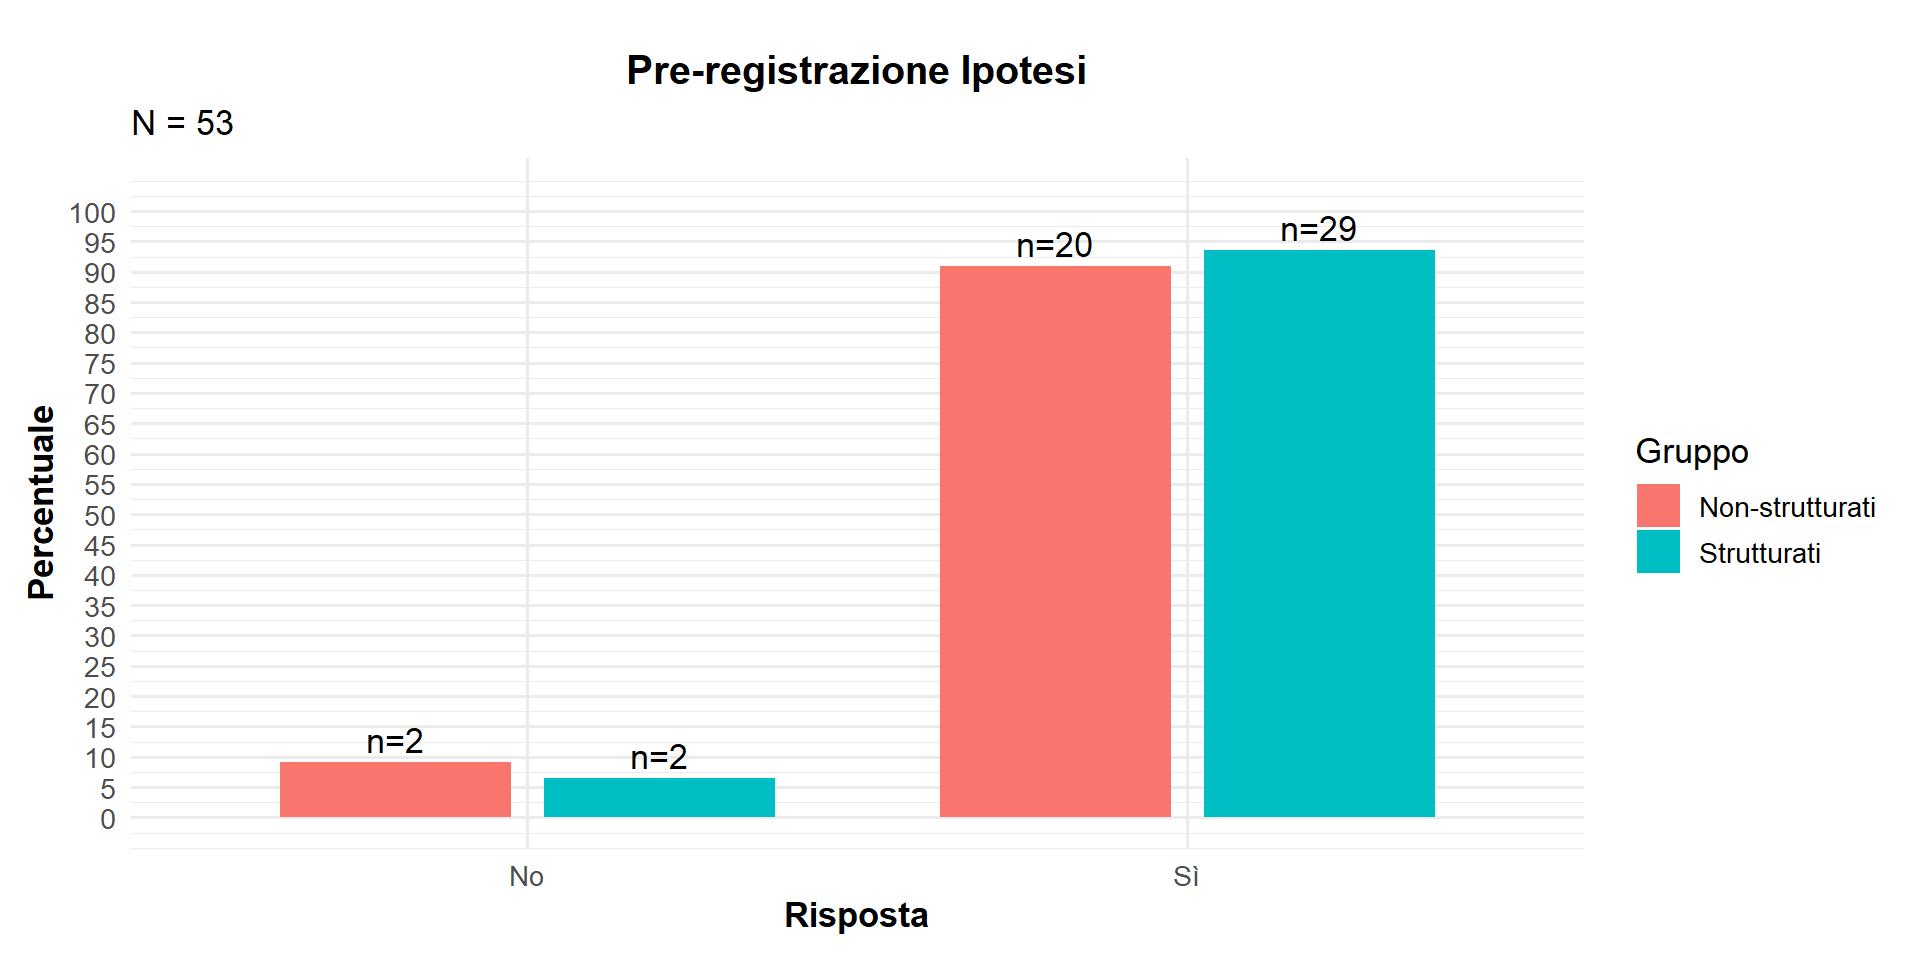 Pre-registrazione Ipotesi
N = 53
Percentuale
100
95
90
85
80
75
70
65
60
55
50
45
40
35
30
25
20
15
10
5
0
n=2
n=2
n=20
n=29
No
Sì
Risposta
Gruppo
Non-strutturati
Strutturati